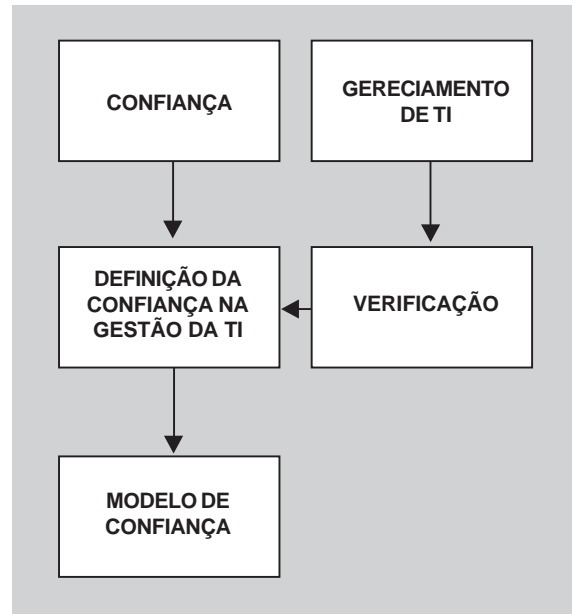 CONFIANÇA
GERECIAMENTO
DE TI
DEFINIÇÃO DA
CONFIANÇA NA
GESTÃO DA TI
VERIFICAÇÃO
MODELO DE
CONFIANÇA